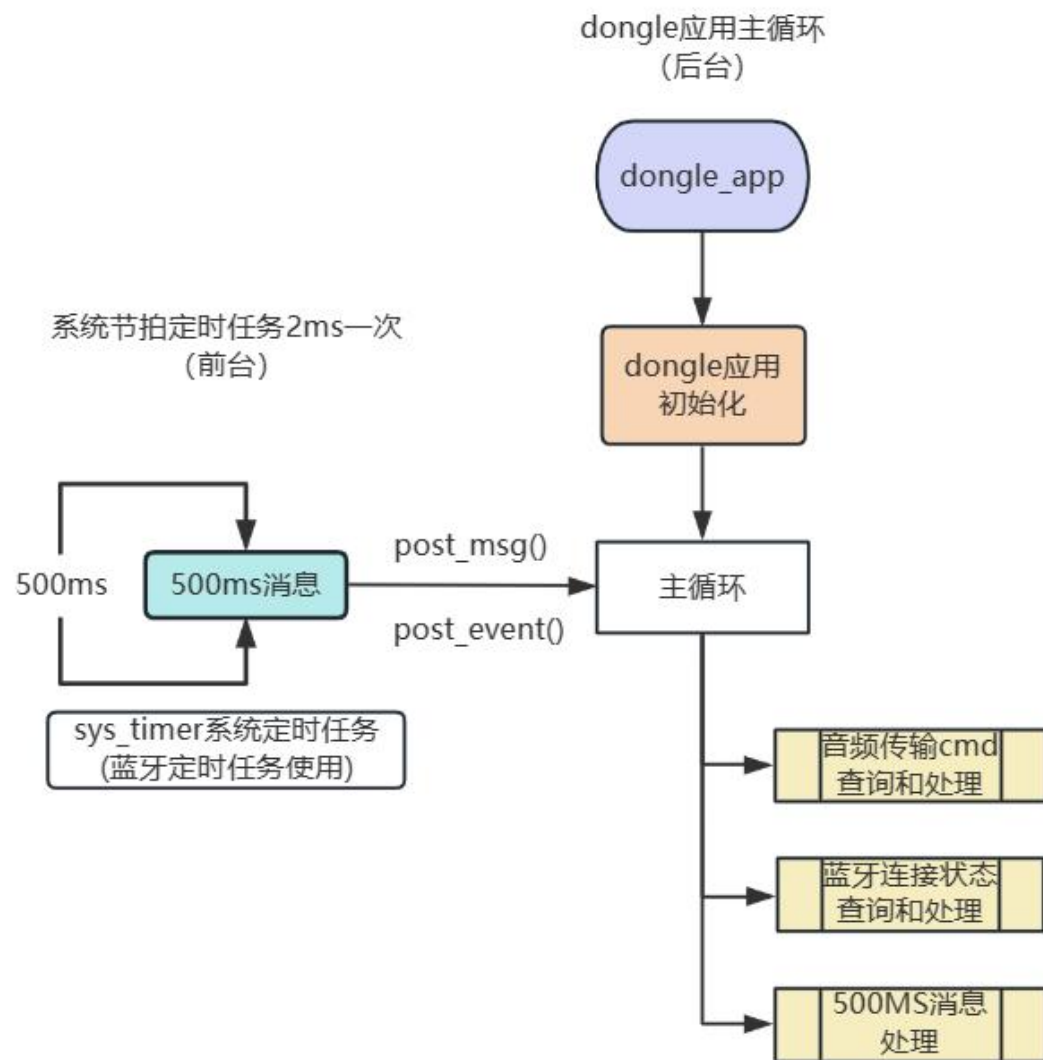 dongle应用主循环
（后台）
dongle_app
系统节拍定时任务2ms一次
（前台）
dongle应用
初始化
500ms
500ms消息
post_msg()
post_event()
主循环
sys_timer系统定时任务
(蓝牙定时任务使用)
音频传输cmd
查询和处理
蓝牙连接状态
查询和处理
500MS消息
处理